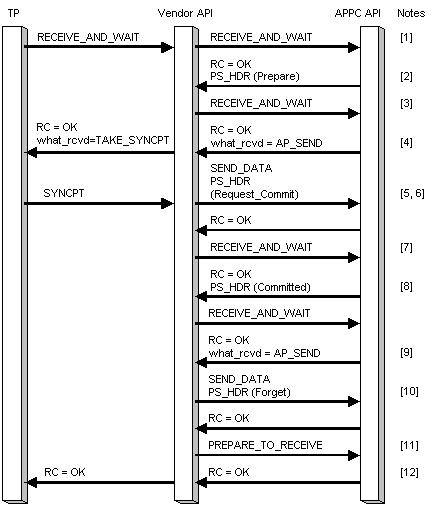 TP Vendor API APPC API Notes
RECEIVE_AND_WAIT RECEIVE_AND_WAIT [1]
RC = OK
PS_HDR (Prepare) [2]
RECEIVE_AND_WAIT [3]
RC = OK RC = OK
what_rcvd=TAKE_SYNCPT what_rcvd = AP_SEND [4]
SEND_DATA
PS_HDR
SYNCPT (Request_Commit) [5, 6]
RC = OK
RECEIVE_AND_WAIT [7]
RC = OK
PS_HDR (Committed) [8]
RECEIVE_AND_WAIT
RC = OK
what_rcvd = AP_SEND [9]
SEND_DATA
PS_HDR (Forget) [10]
RC = OK
PREPARE_TO_RECEIVE [11]
RC = OK RC = OK [12]